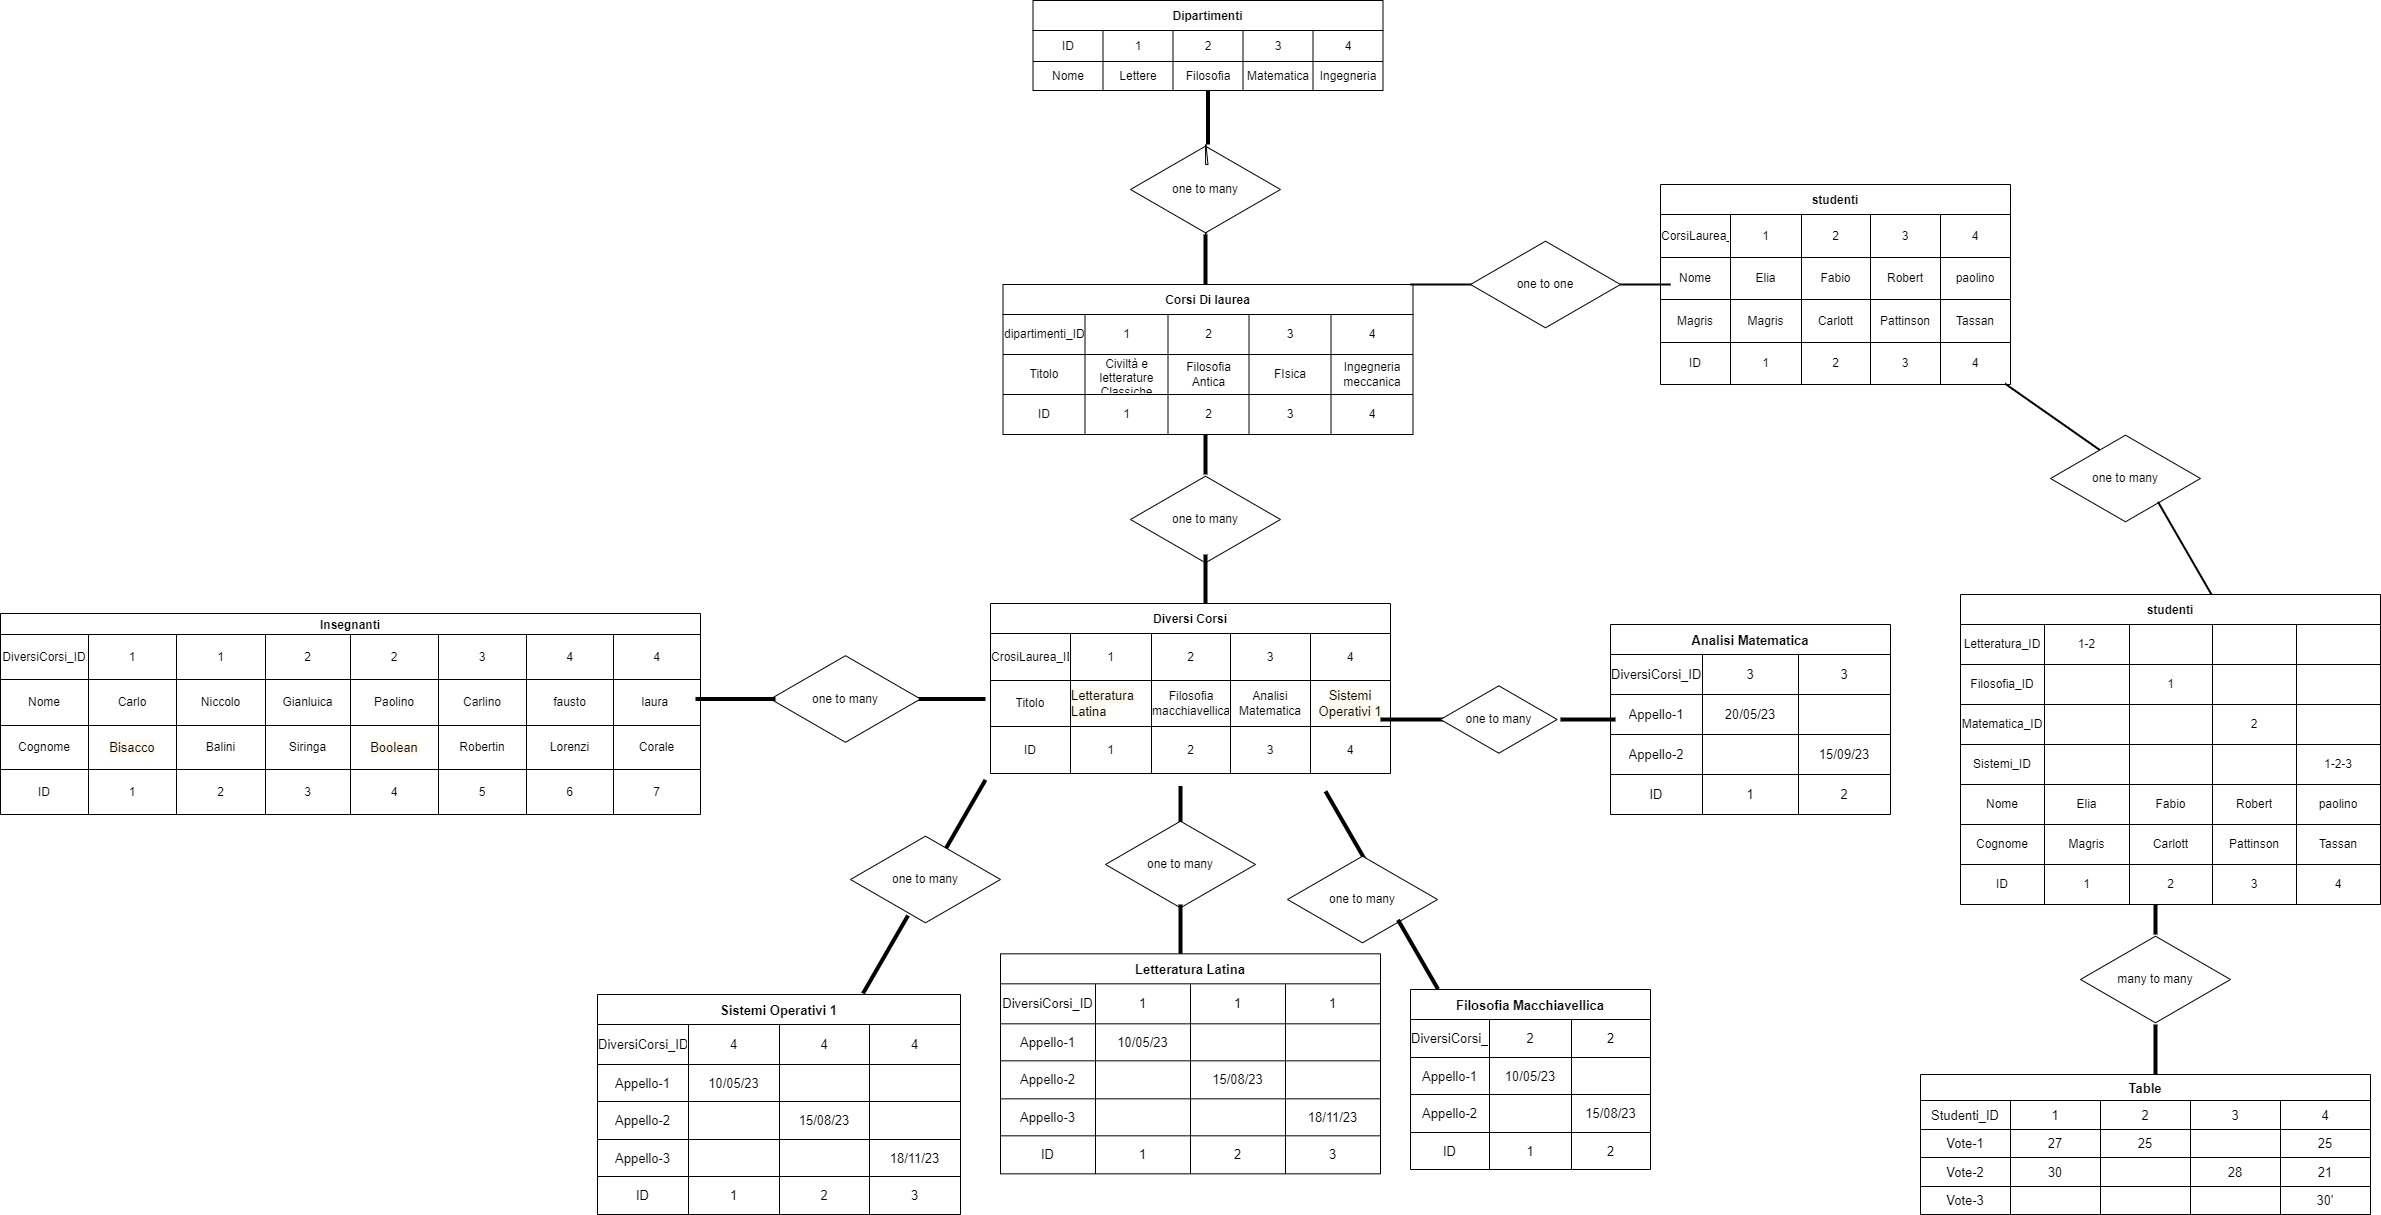 Dipartimenti
ID 1 2 3 4
Nome Lettere Filosofia Matematica Ingegneria
one to many
studenti
CorsiLaurea_ 1 2 3 4
Nome Elia Fabio Robert paolino
Magris Magris Carlott Pattinson Tassan
ID 1 2 3 4
one to one
Corsi Di laurea
dipartimenti_ID 1 2 3 4
Titolo Civiltà e letterature Classiche Filosofia Antica FIsica Ingegneria meccanica
ID 1 2 3 4
one to many
one to many
Insegnanti
DiversiCorsi_ID 1 1 2 2 3 4 4
Nome Carlo Niccolo Gianluica Paolino Carlino fausto laura
Cognome Bisacco Balini Siringa Boolean Robertin Lorenzi Corale
ID 1 2 3 4 5 6 7
one to many
Diversi Corsi
CrosiLaurea_ID 1 2 3 4
Titolo Letteratura Latina Filosofia macchiavellica Analisi Matematica Sistemi Operativi 1
ID 1 2 3 4
one to many
Analisi Matematica
DiversiCorsi_ID 3 3
Appello-1 20/05/23
Appello-2 15/09/23
ID 1 2
studenti
Letteratura_ID 1-2
Filosofia_ID 1
Matematica_ID 2
Sistemi_ID 1-2-3
Nome Elia Fabio Robert paolino
Cognome Magris Carlott Pattinson Tassan
ID 1 2 3 4
one to many
one to many
one to many
many to many
Sistemi Operativi 1
DiversiCorsi_ID 4 4 4
Appello-1 10/05/23
Appello-2 15/08/23
Appello-3 18/11/23
ID 1 2 3
Letteratura Latina
DiversiCorsi_ID 1 1 1
Appello-1 10/05/23
Appello-2 15/08/23
Appello-3 18/11/23
ID 1 2 3
Filosofia Macchiavellica
DiversiCorsi_ 2 2
Appello-1 10/05/23
Appello-2 15/08/23
ID 1 2
Table
Studenti_ID 1 2 3 4
Vote-1 27 25 25
Vote-2 30 28 21
Vote-3 30'